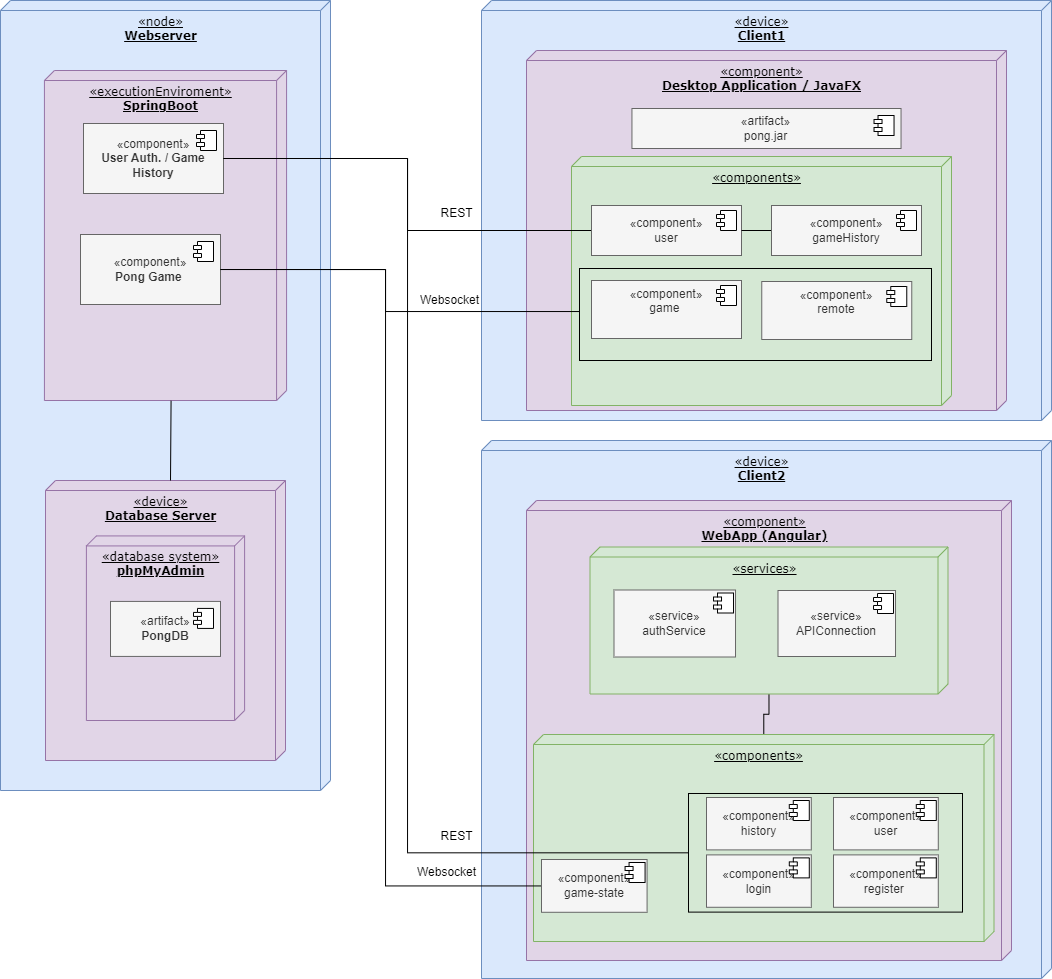 «node»
Webserver
«executionEnviroment»
SpringBoot
«component»
User Auth. / Game
History
«component»
Pong Game
«device»
Database Server
«database system»
phpMyAdmin
«artifact»
PongDB
REST
Websocket
«device»
Client1
«component»
Desktop Application / JavaFX
«artifact»
pong.jar
«components»
«component»
user
«component»
gameHistory
«component»
game
«component»
remote
«device»
Client2
«component»
WebApp (Angular)
«services»
«service»
authService
«service»
APIConnection
«components»
REST
Websocket
«component»
game-state
«component»
history
«component»
user
«component»
login
«component»
register